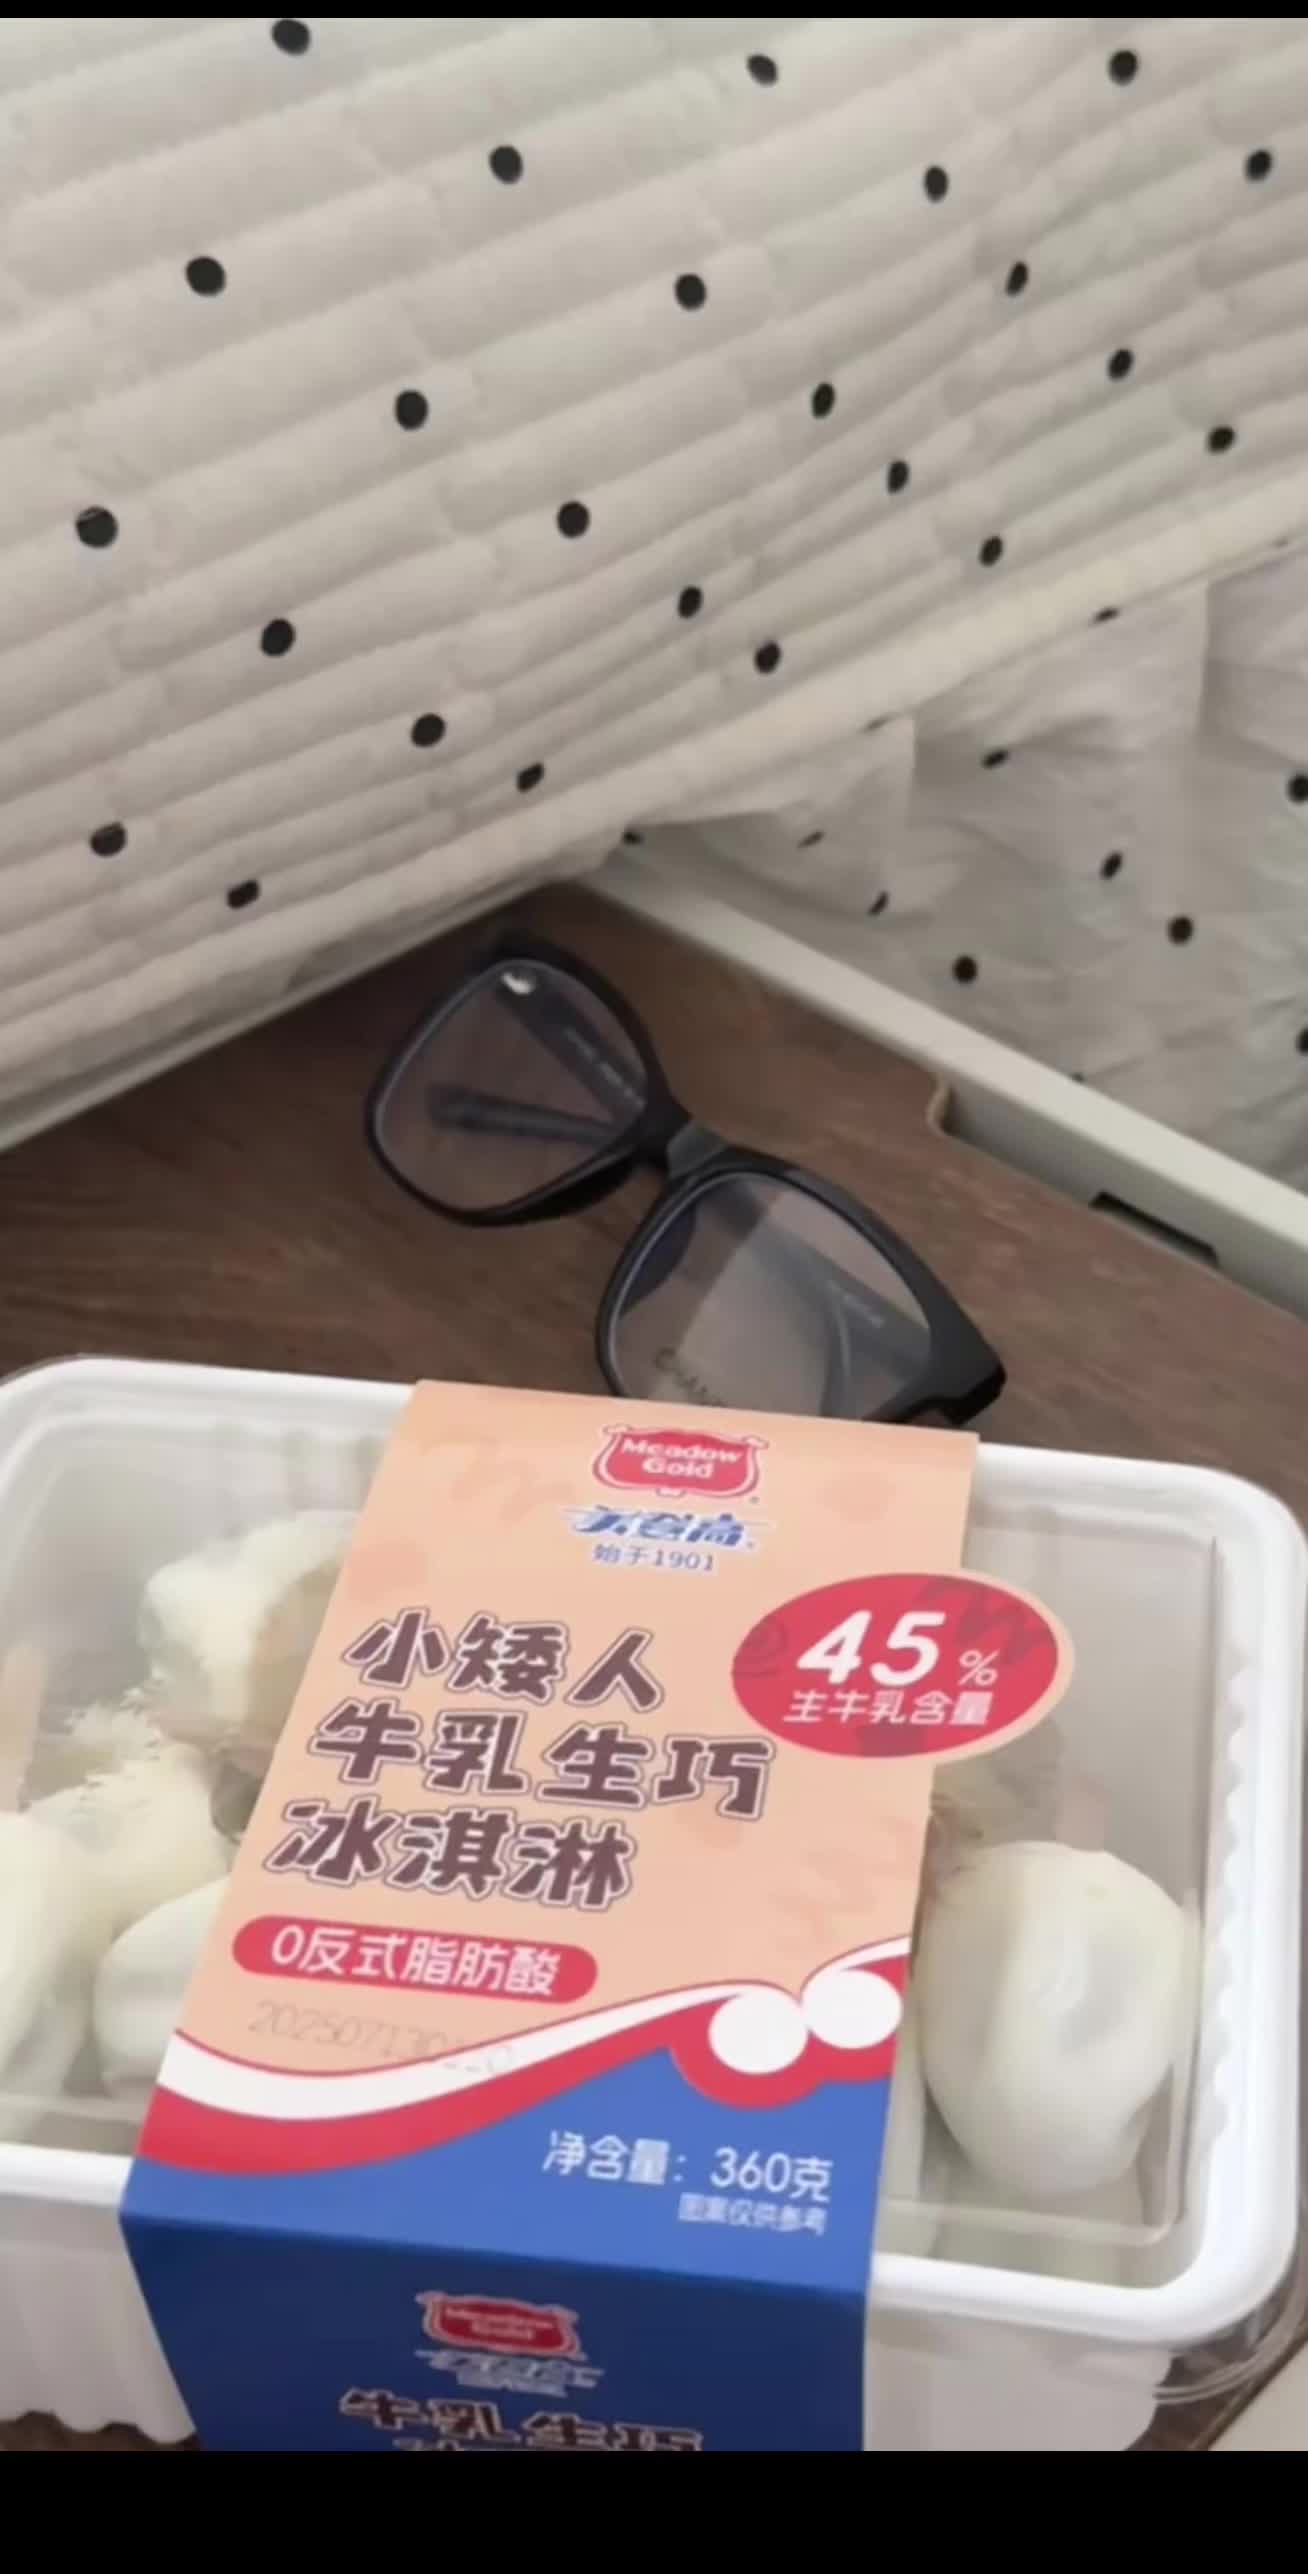 Meadow
Gold
美登高
始于1901
45%
生牛乳含量
小矮人
牛乳生巧
冰淇淋
0反式脂肪酸
净含量：360克
图案仅供参考
Meadow
Gold
牛乳生巧